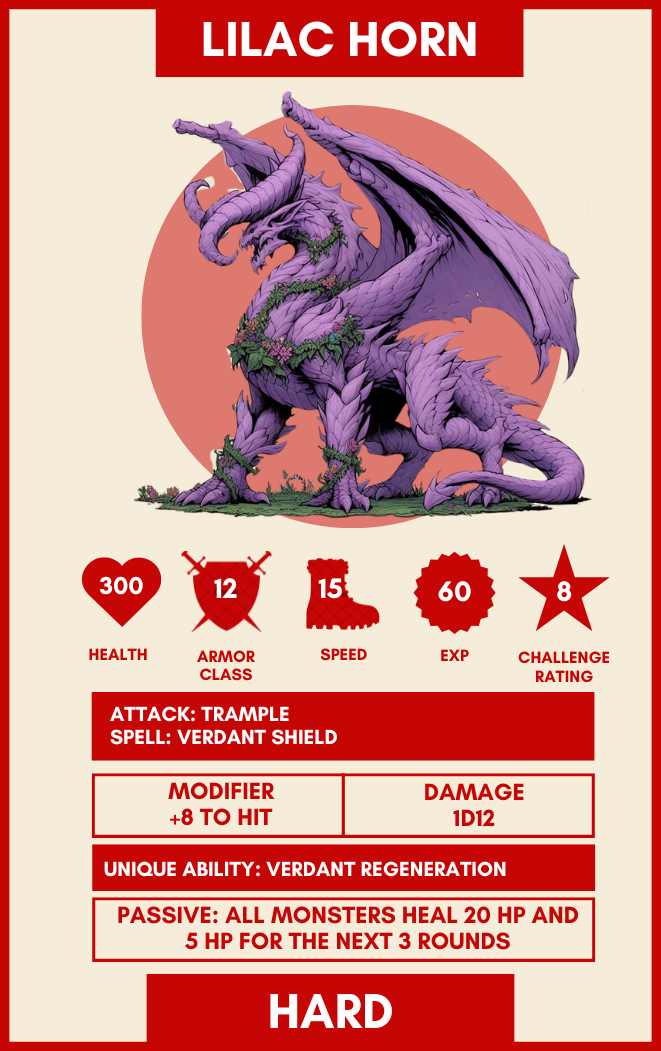 LILAC HORN
300
12
15
60
8
HEALTH
ARMOR
CLASS
SPEED
EXP
CHALLENGE
RATING
ATTACK: TRAMPLE
SPELL: VERDANT SHIELD
MODIFIER
+8 TO HIT
DAMAGE
1D12
UNIQUE ABILITY: VERDANT REGENERATION
PASSIVE: ALL MONSTERS HEAL 20 HP AND
5 HP FOR THE NEXT 3 ROUNDS
HARD